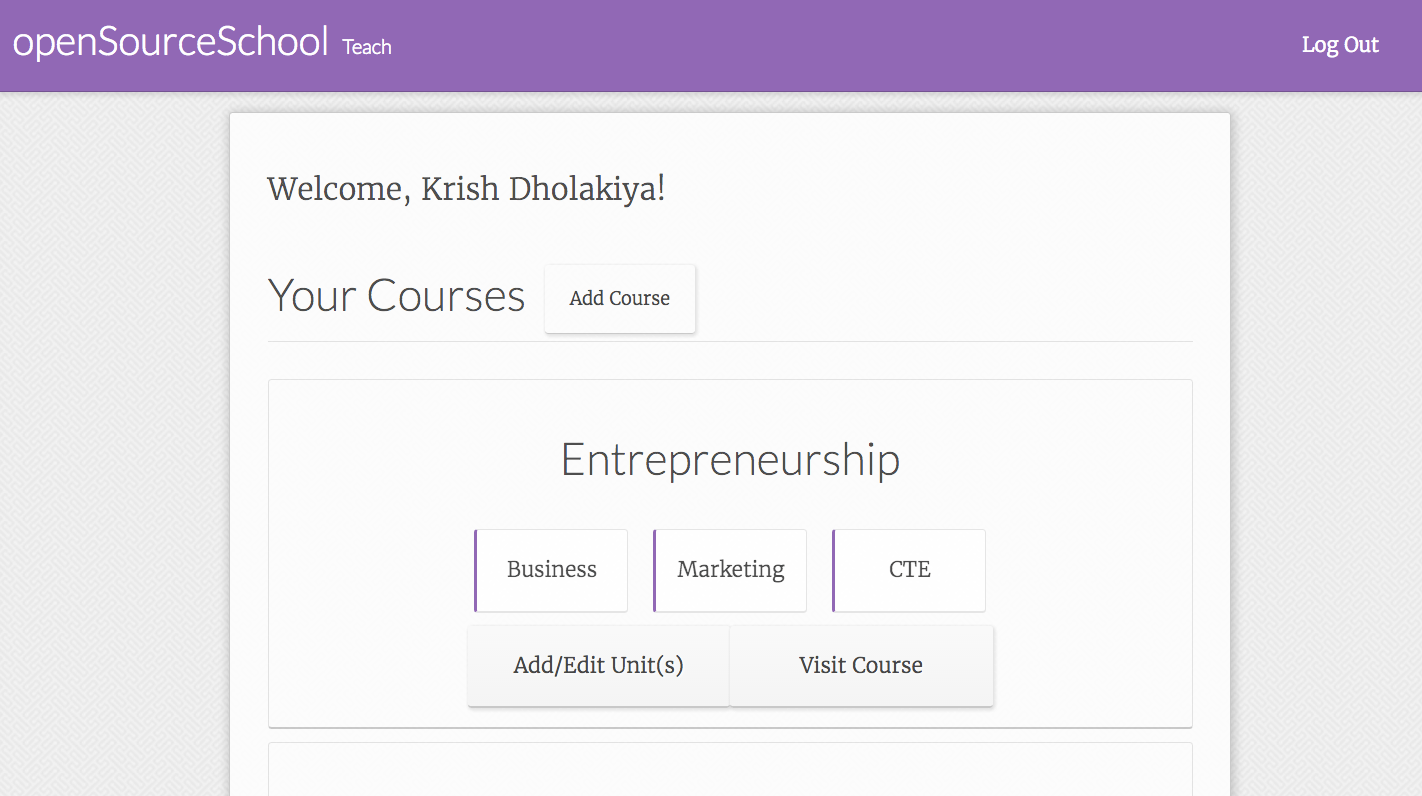 openSourceSchool Teach
Log Out
Welcome, Krish Dholakiya!
Your Courses
Add Course
Entrepreneurship
Business
Marketing
CTE
Add/Edit Unit(s)
Visit Course